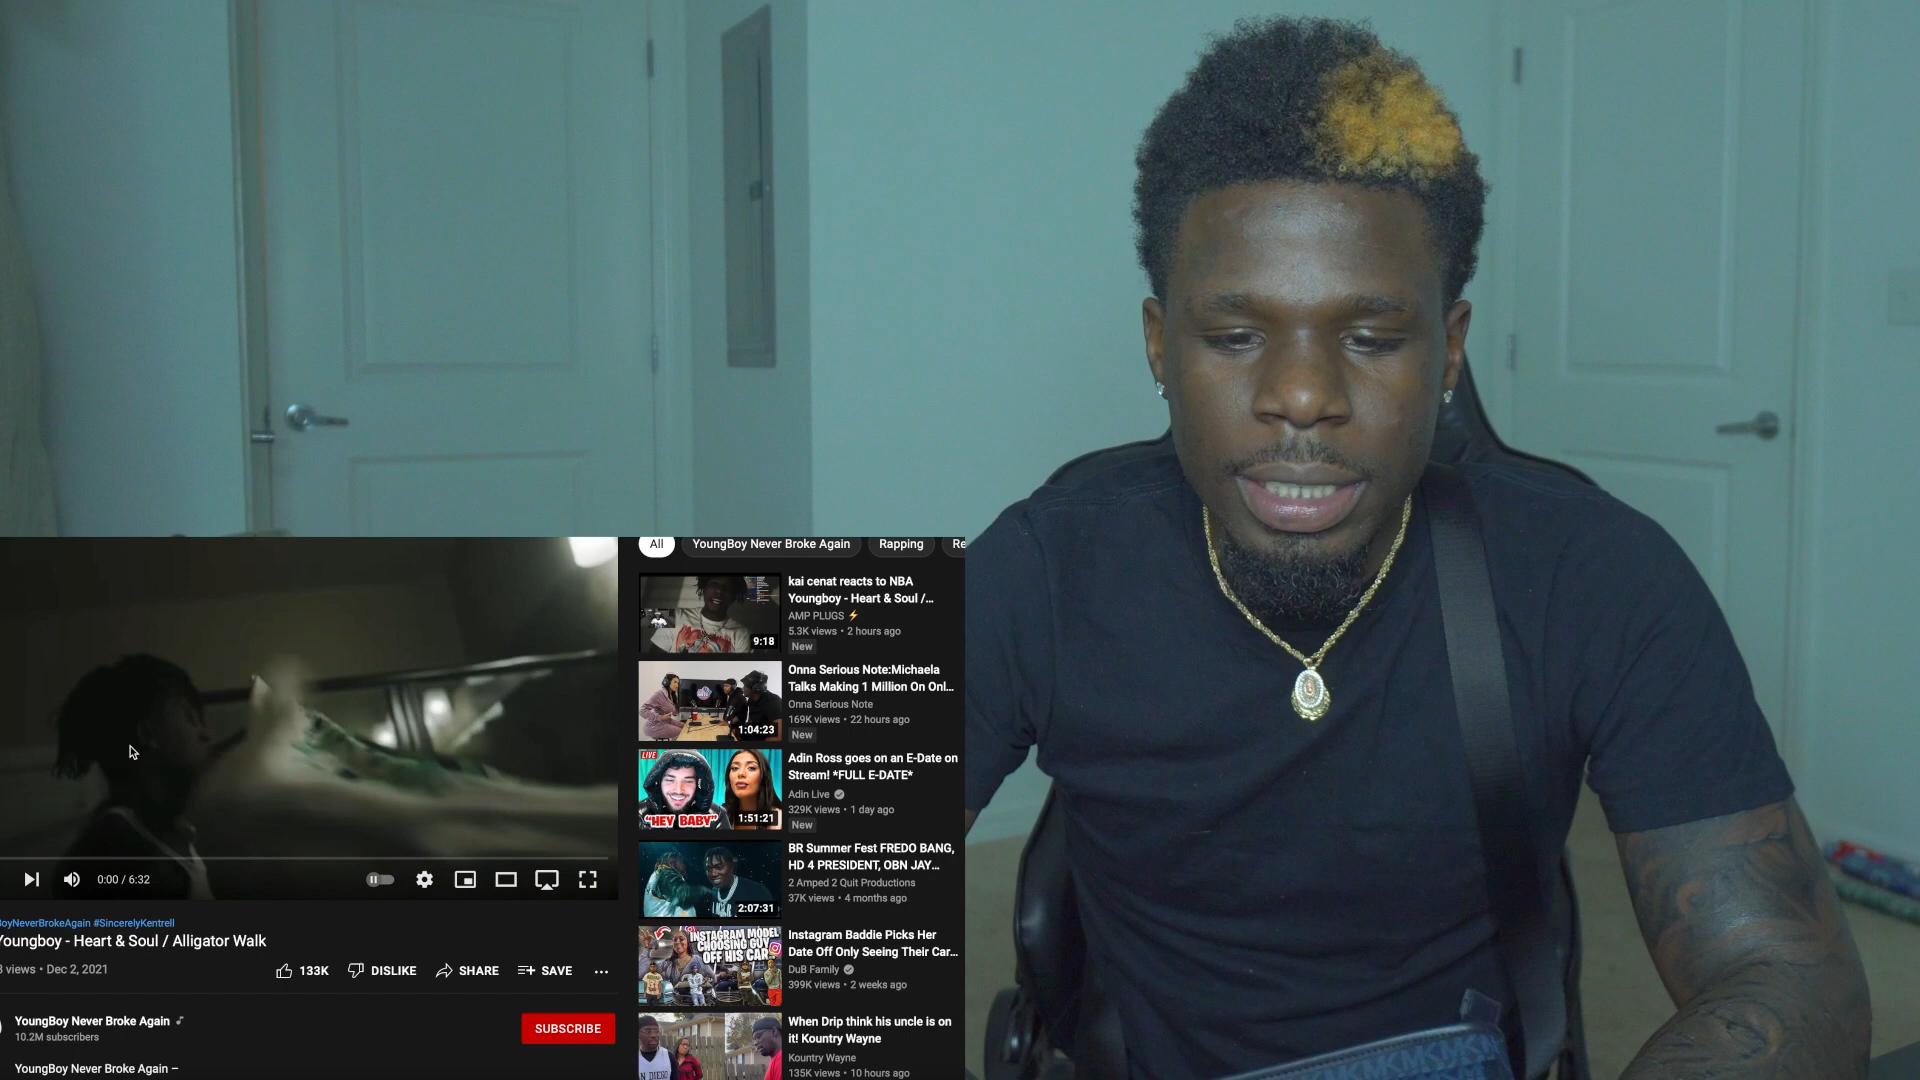 0:00 / 6:32
BoyNeverBrokeAgain #SincerelyKentrell
Youngboy - Heart & Soul / Alligator Walk
views • Dec 2, 2021
133K
DISLIKE
SHARE
SAVE
YoungBoy Never Broke Again
10.2M subscribers
SUBSCRIBE
YoungBoy Never Broke Again –
All
YoungBoy Never Broke Again
Rapping
Re
9:18
kai cenat reacts to NBA
Youngboy - Heart & Soul /...
AMP PLUGS ⚡
5.3K views • 2 hours ago
New
1:04:23
Onna Serious Note:Michaela
Talks Making 1 Million On Onl...
Onna Serious Note
169K views • 22 hours ago
New
LIVE
"HEY BABY"
1:51:21
Adin Ross goes on an E-Date on
Stream! *FULL E-DATE*
Adin Live
329K views • 1 day ago
New
2:07:31
BR Summer Fest FREDO BANG,
HD 4 PRESIDENT, OBN JAY...
2 Amped 2 Quit Productions
37K views • 4 months ago
INSTAGRAM MODEL
CHOOSING GUY
OFF HIS CAR
Instagram Baddie Picks Her
Date Off Only Seeing Their Car...
DuB Family
399K views • 2 weeks ago
When Drip think his uncle is on
it! Kountry Wayne
Kountry Wayne
135K views • 10 hours ago